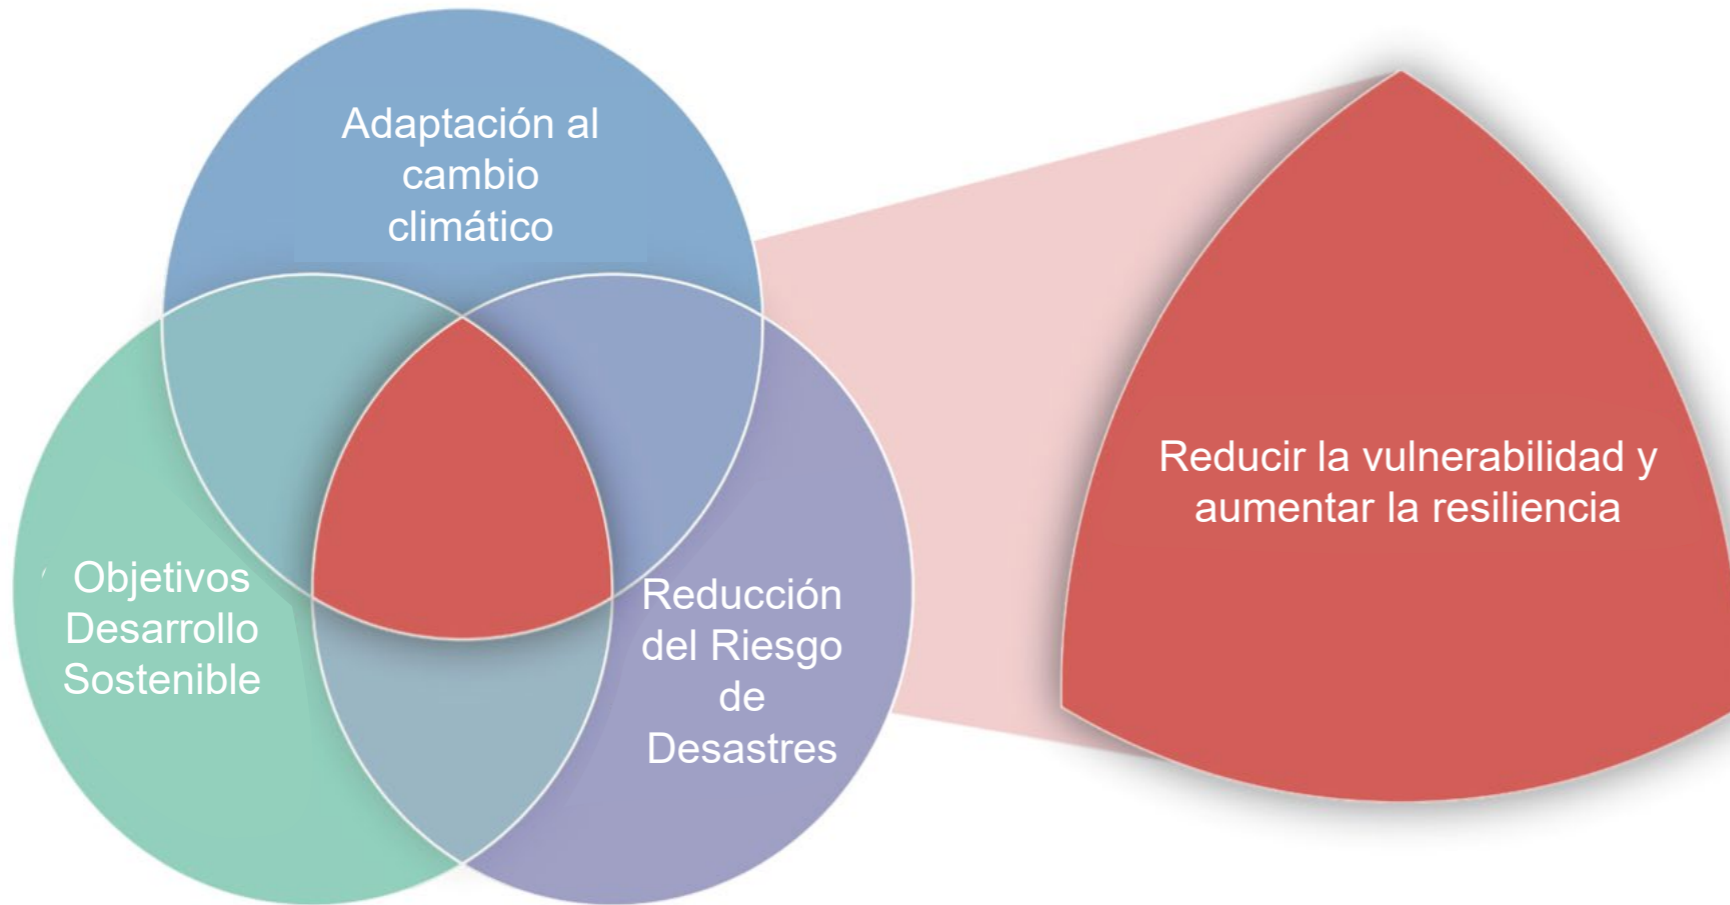 Adaptación al
cambio
climático
Objetivos
Desarrollo
Sostenible
Reducción
del Riesgo
de
Desastres
Reducir la vulnerabilidad y
aumentar la resiliencia